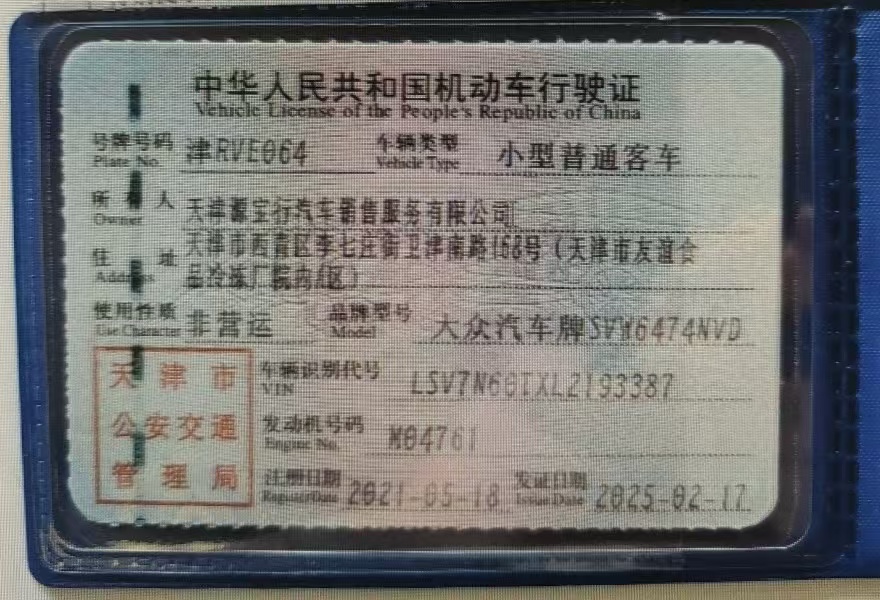 中华人民共和国机动车行驶证
Vehicle License of the People's Republic of China
号牌号码 津RVE064 车辆类型 小型普通客车
Plate No. Vehicle Type
所有人 天津源宝行汽车销售服务有限公司
Owner
住址 天津市西青区李七庄街卫津南路168号（天津市友谊食
Address 品冷冻厂院内A区）
使用性质 非营运 品牌型号 大众汽车牌SVW6474NVD
Use Character Model
天津市 车辆识别代号 LSV7N60TXL2193387
VIN
公安交通 发动机号码 M04761
Engine No.
管理局 注册日期 2021-05-18 发证日期 2025-02-17
Register Date Issue Date